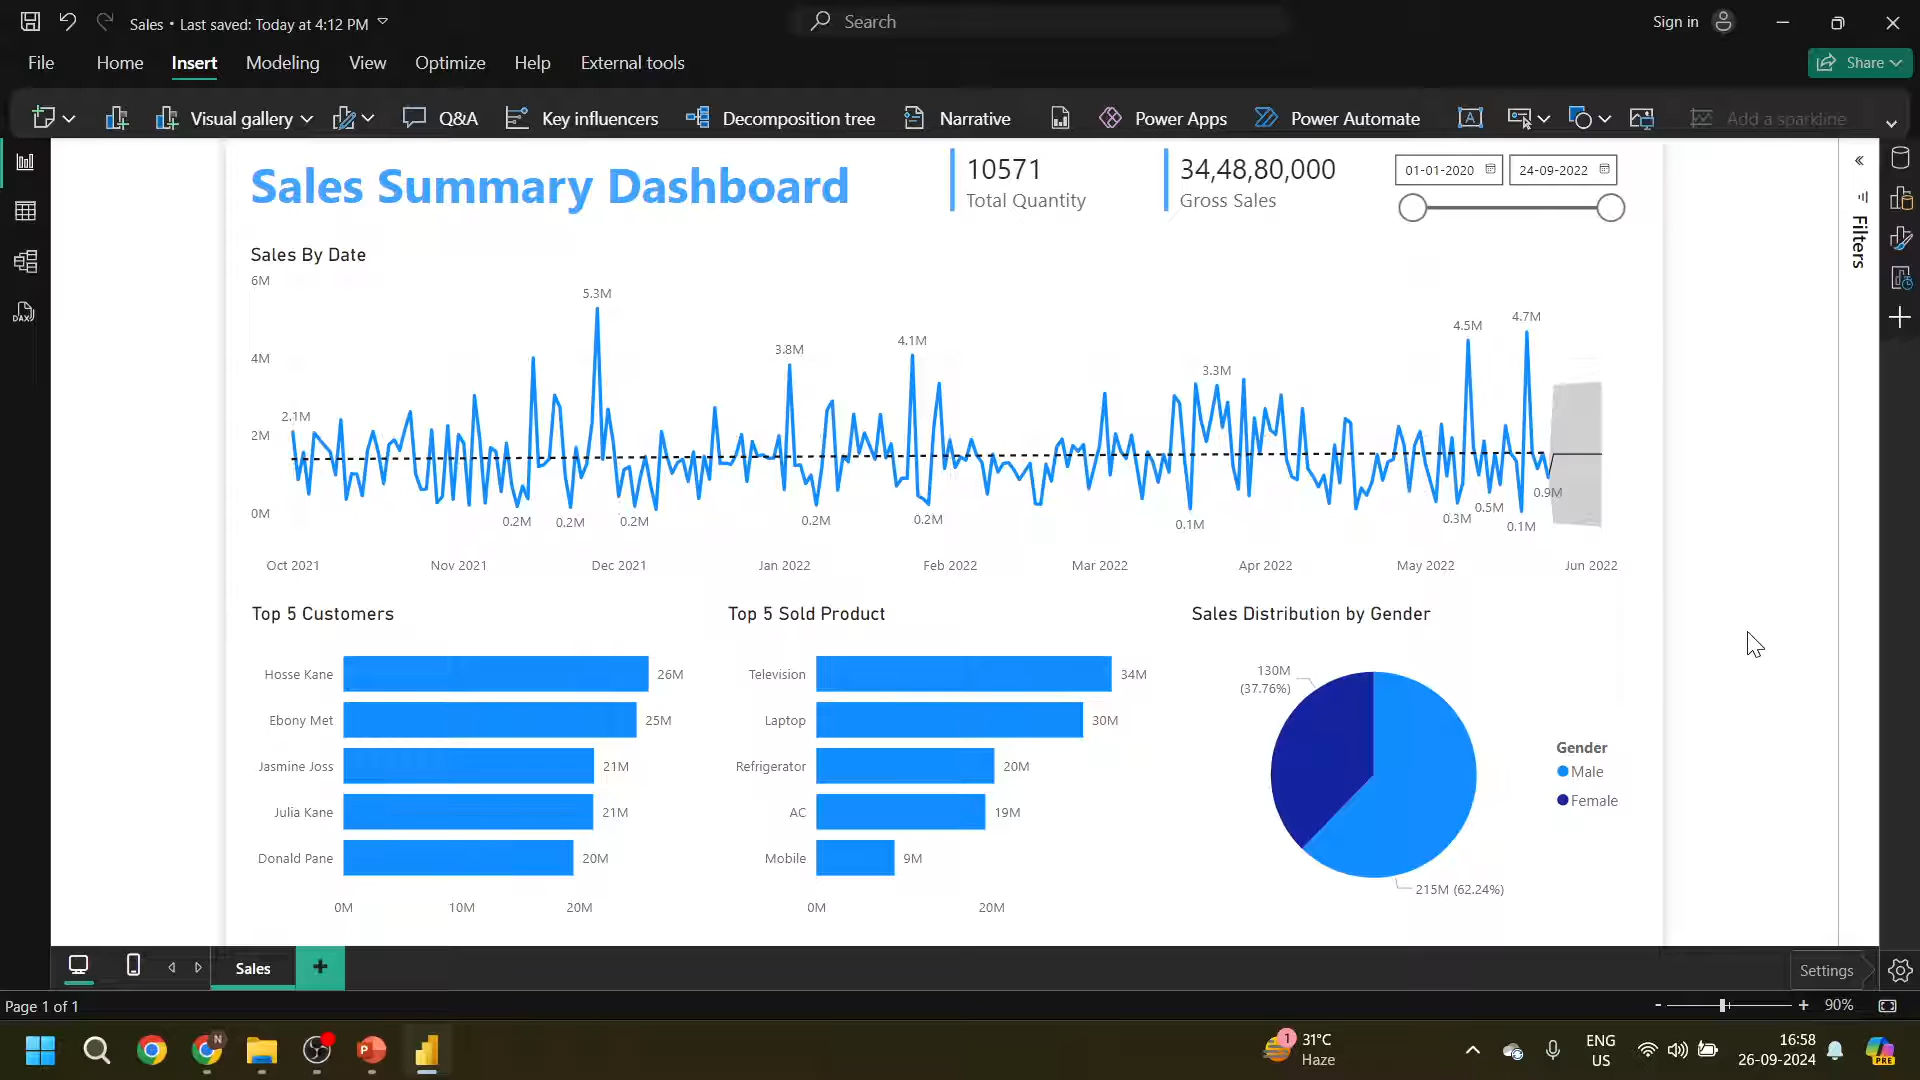 Sales • Last saved: Today at 4:12 PM
Search
Sign in
File Home Insert Modeling View Optimize Help External tools
Share
Visual gallery Q&A Key influencers Decomposition tree Narrative Power Apps Power Automate Add a sparkline
Sales Summary Dashboard
10571
Total Quantity
34,48,80,000
Gross Sales
01-01-2020 24-09-2022
Filters
DAX
Sales By Date
6M
4M
2M
0M
2.1M
5.3M
3.8M
4.1M
3.3M
4.5M
4.7M
0.2M
0.2M
0.2M
0.2M
0.2M
0.1M
0.3M
0.5M
0.1M
0.9M
Oct 2021 Nov 2021 Dec 2021 Jan 2022 Feb 2022 Mar 2022 Apr 2022 May 2022 Jun 2022
Top 5 Customers
Hosse Kane 26M
Ebony Met 25M
Jasmine Joss 21M
Julia Kane 21M
Donald Pane 20M
0M 10M 20M
Top 5 Sold Product
Television 34M
Laptop 30M
Refrigerator 20M
AC 19M
Mobile 9M
0M 20M
Sales Distribution by Gender
130M
(37.76%)
215M (62.24%)
Gender
Male
Female
Sales
Settings
Page 1 of 1
- + 90%
N
P
1
31°C
Haze
ENG
US
16:58
26-09-2024
PRE